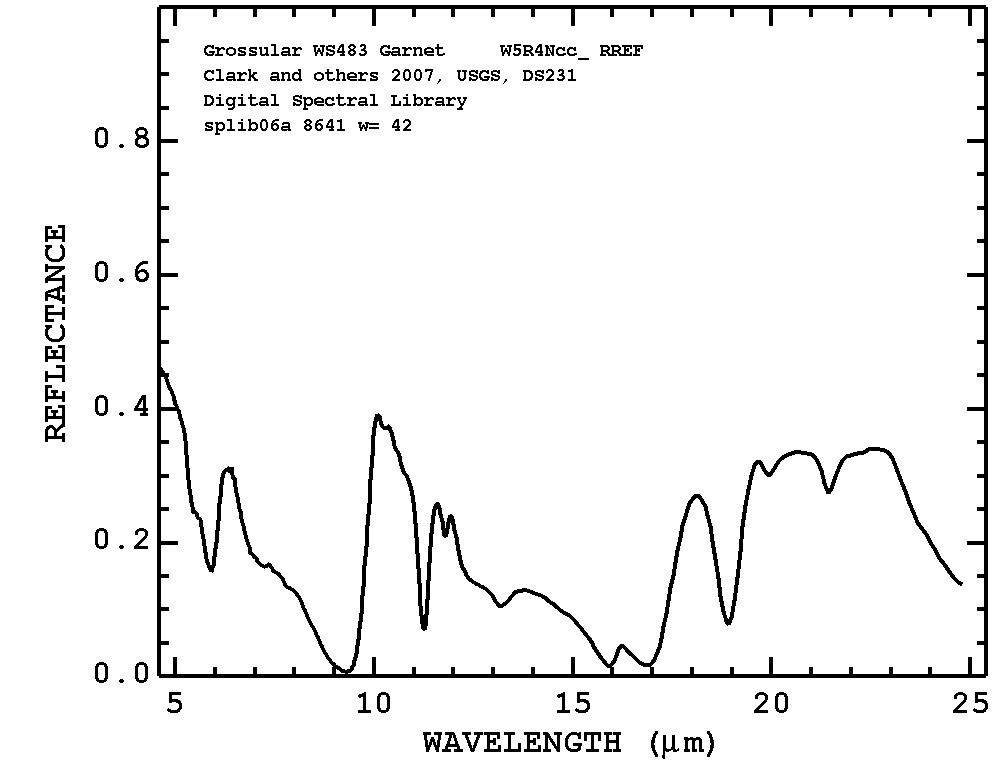 Grossular WS483 Garnet W5R4Ncc_ RREF
Clark and others 2007, USGS, DS231
Digital Spectral Library
splib06a 8641 w= 42
REFLECTANCE
0.8
0.6
0.4
0.2
0.0
5 10 15 20 25
WAVELENGTH (μm)